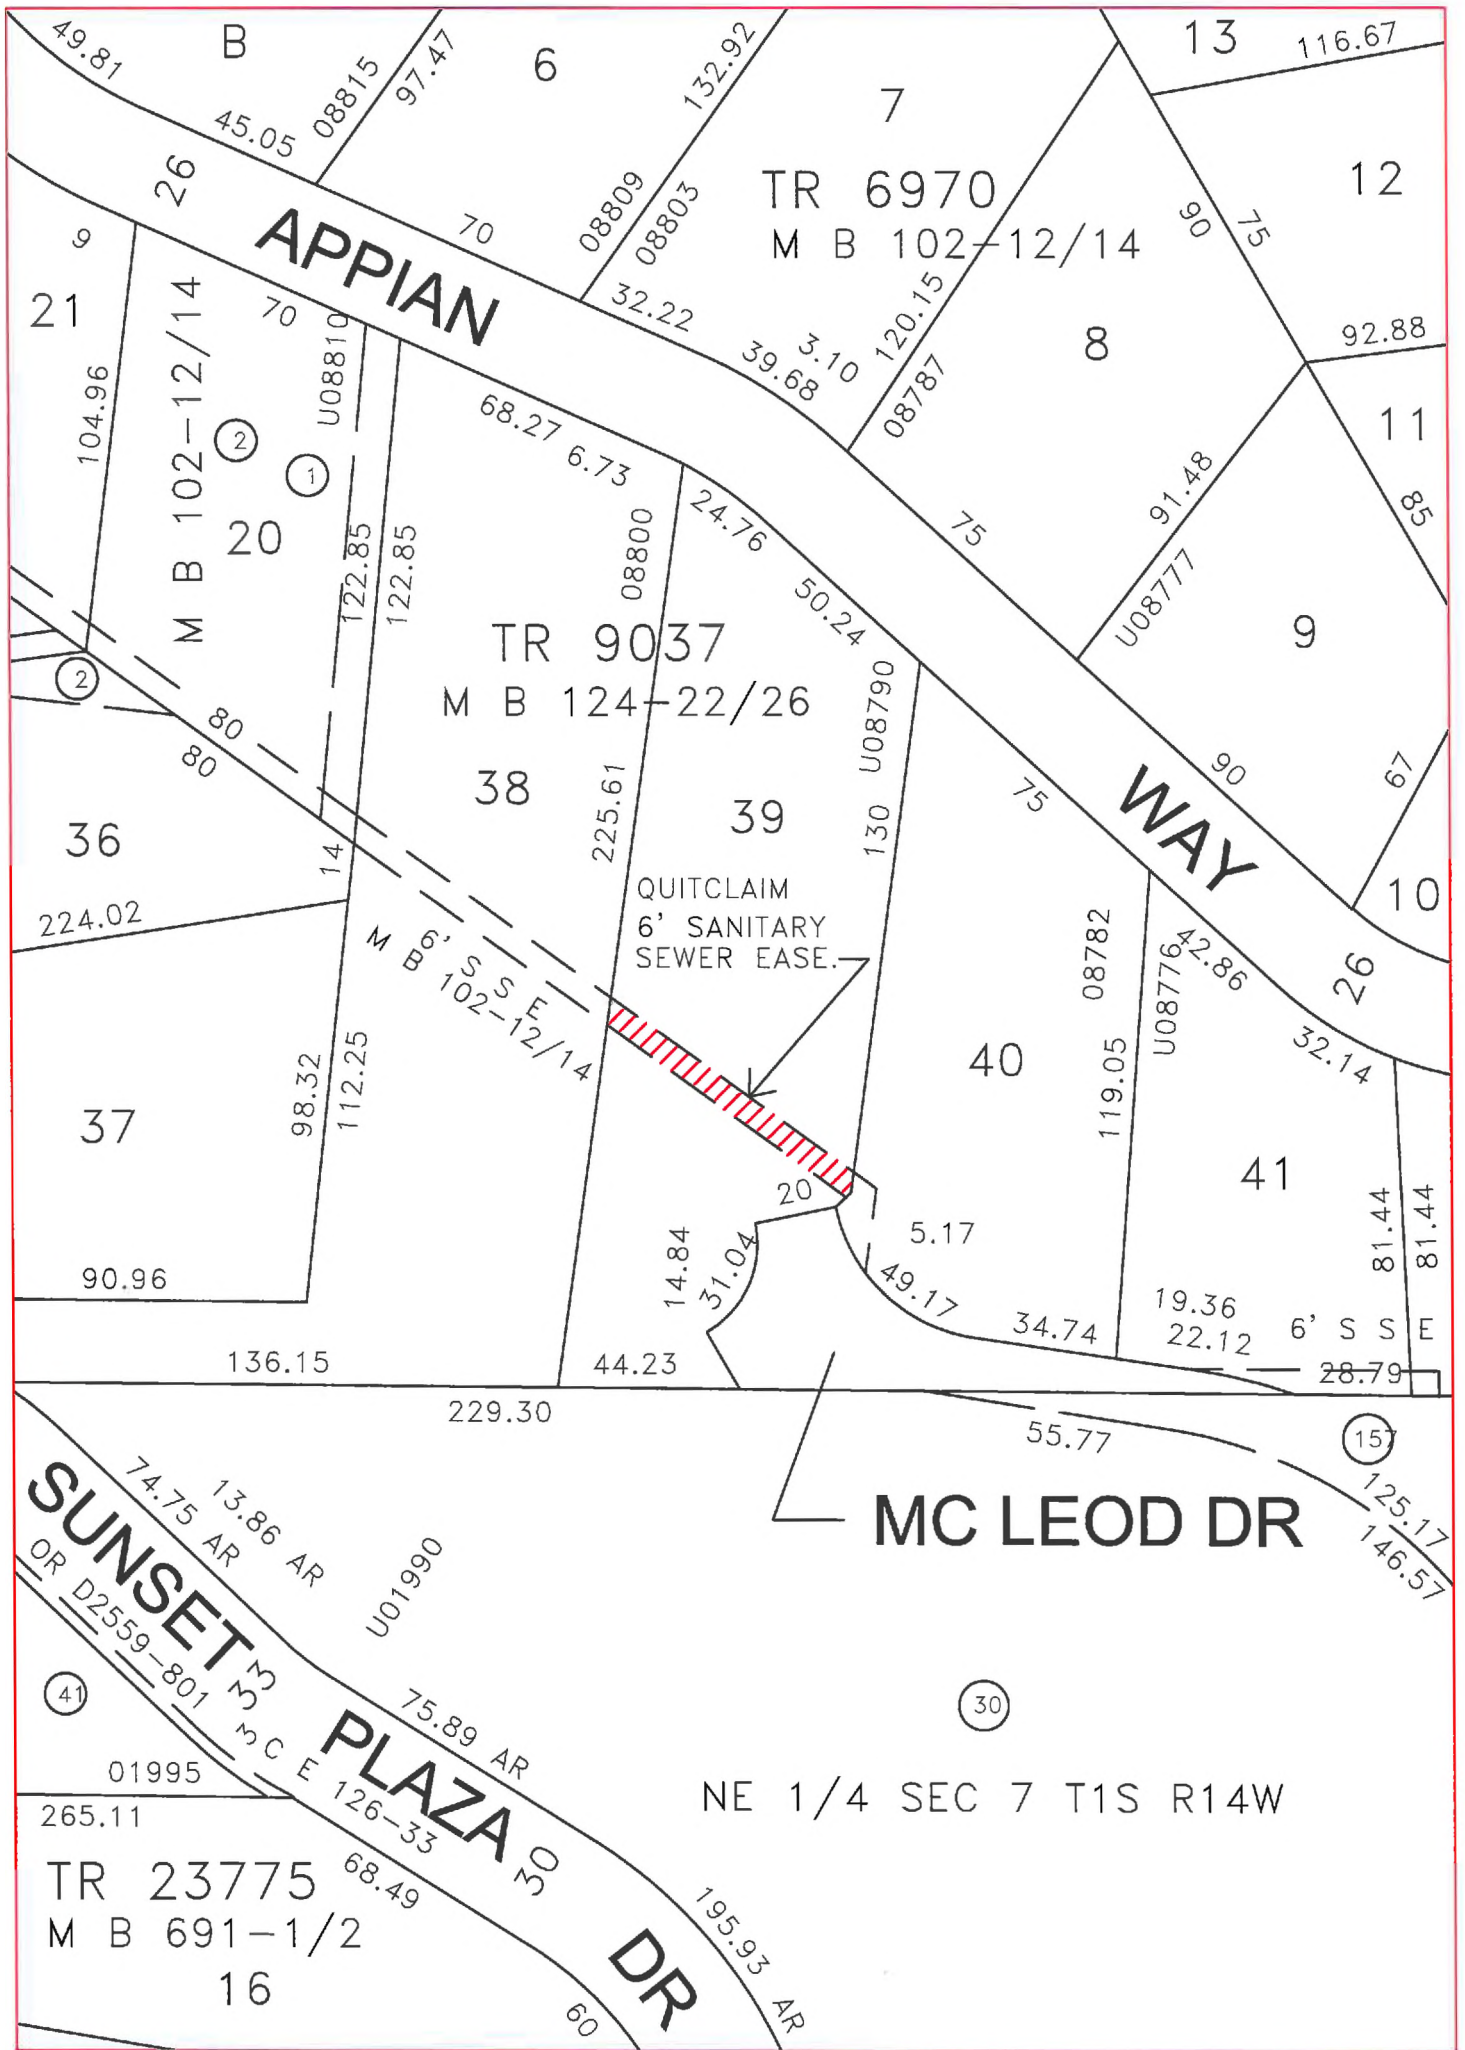 49.81
B
45.05
08815
97.47
6
132.92
7
13
116.67
26
70
08809
08803
TR 6970
M B 102-12/14
90
75
12
APPIAN
9
21
104.96
M B 102-12/14
70
U08810
32.22
39.68
3.10
120.15
08787
8
92.88
11
2
1
20
122.85
122.85
68.27
6.73
08800
24.76
75
91.48
85
U08777
9
50.24
TR 9037
M B 124-22/26
2
80
80
38
225.61
39
130
U08790
75
WAY
90
67
36
14
10
224.02
6' S S E
M B 102-12/14
QUITCLAIM
6' SANITARY
SEWER EASE.
08782
U08776
42.86
26
40
119.05
32.14
37
98.32
112.25
41
81.44
81.44
20
5.17
14.84
31.04
49.17
90.96
34.74
19.36
22.12
6' S S E
28.79
136.15
44.23
229.30
55.77
157
125.17
146.57
MC LEOD DR
74.75 AR
13.86 AR
SUNSET
OR D2559-801
U01990
33
41
3 C E 126-33
75.89 AR
PLAZA
30
01995
265.11
NE 1/4 SEC 7 T1S R14W
TR 23775
M B 691-1/2
16
68.49
30
DR
195.93 AR
60